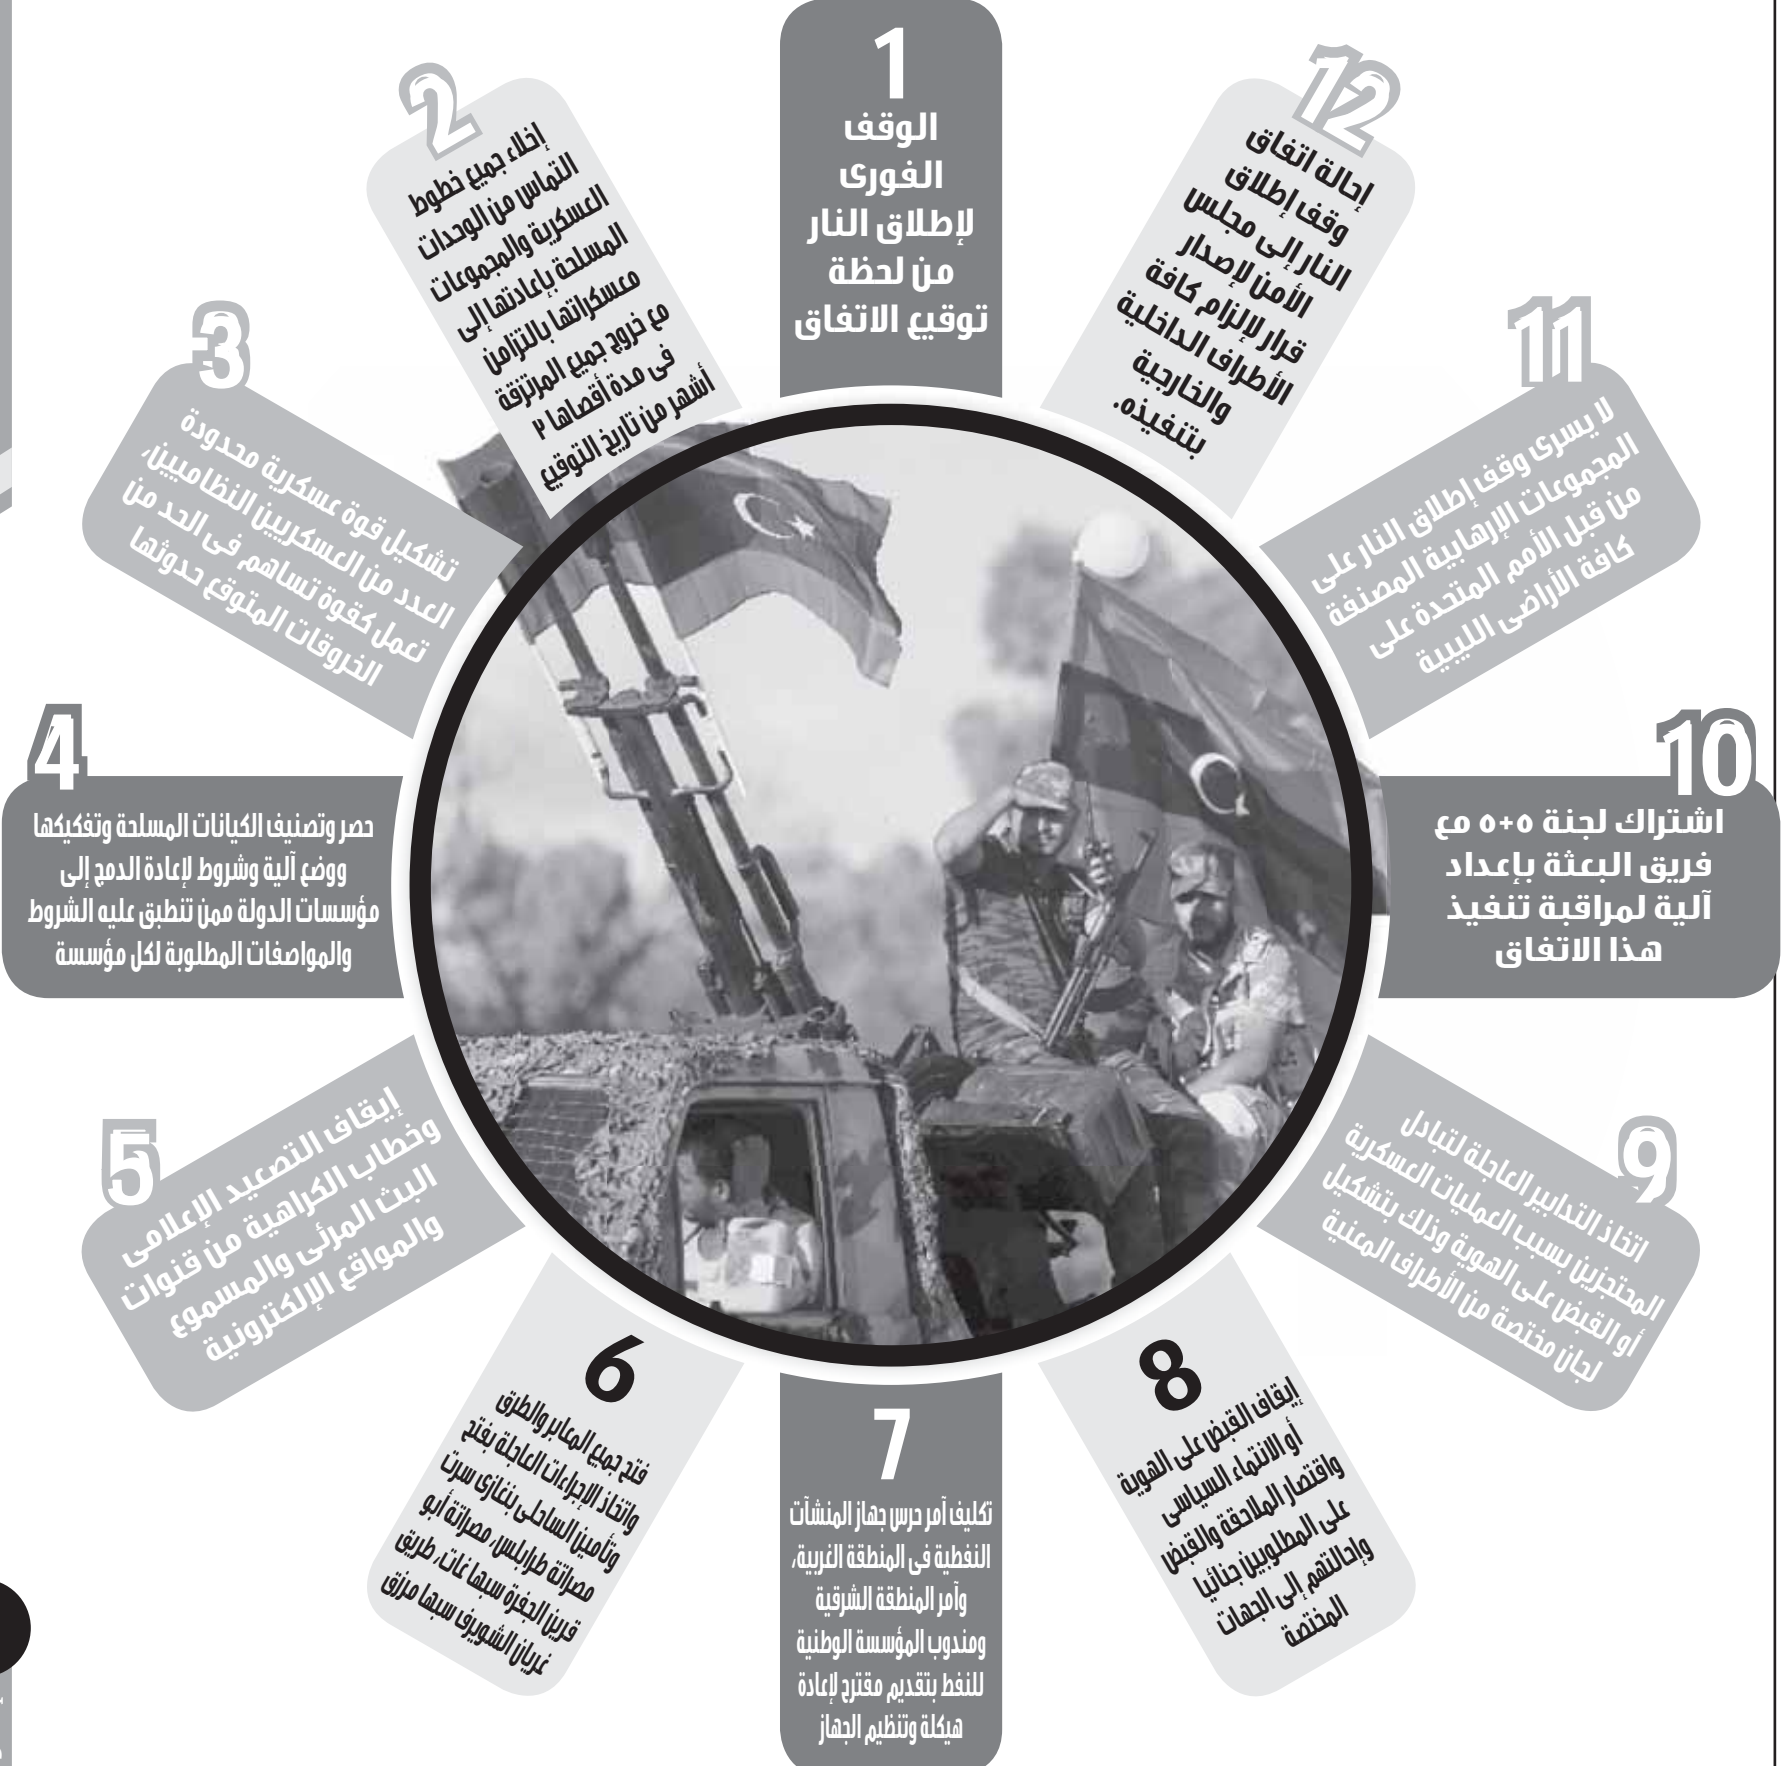 1
الوقف
الفورى
لإطلاق النار
من لحظة
توقيع الاتفاق
2
إخلاء جميع خطوط
التماس من الوحدات
العسكرية والمجموعات
المسلحة بإعادتها إلى
معسكراتها بالتزامن
مع خروج جميع المرتزقة
فى مدة أقصاها ٣
أشهر من تاريخ التوقيع
3
تشكيل قوة عسكرية محدودة
العدد من العسكريين النظاميين،
تعمل كقوة تساهم فى الحد من
الخروقات المتوقع حدوثها
4
حصر وتصنيف الكيانات المسلحة وتفكيكها
ووضع آلية وشروط لإعادة الدمج إلى
مؤسسات الدولة ممن تنطبق عليه الشروط
والمواصفات المطلوبة لكل مؤسسة
5
إيقاف التصعيد الإعلامى
وخطاب الكراهية من قنوات
البث المرئى والمسموع
والمواقع الإلكترونية
6
فتح جميع المعابر والطرق
واتخاذ الإجراءات العاجلة بفتح
وتأمين الساحلى بنغازى سرت
مصراتة طرابلس، مصراتة أبو
قرين الجفرة سبها غات، طريق
غريان الشويرف سبها مرزق
7
تكليف آمر حرس جهاز المنشآت
النفطية فى المنطقة الغربية،
وآمر المنطقة الشرقية
ومندوب المؤسسة الوطنية
للنفط بتقديم مقترح لإعادة
هيكلة وتنظيم الجهاز
8
إيقاف القبض على الهوية
أو الانتماء السياسى
واقتصار الملاحقة والقبض
على المطلوبين جنائيا
وإحالتهم إلى الجهات
المختصة
9
اتخاذ التدابير العاجلة لتبادل
المحتجزين بسبب العمليات العسكرية
أو القبض على الهوية وذلك بتشكيل
لجان مختصة من الأطراف المعنية
10
اشتراك لجنة ٥+٥ مع
فريق البعثة بإعداد
آلية لمراقبة تنفيذ
هذا الاتفاق
11
لا يسرى وقف إطلاق النار على
المجموعات الإرهابية المصنفة
من قبل الأمم المتحدة على
كافة الأراضى الليبية
12
إحالة اتفاق
وقف إطلاق
النار إلى مجلس
الأمن لإصدار
قرار لإلزام كافة
الأطراف الداخلية
والخارجية
بتنفيذه.